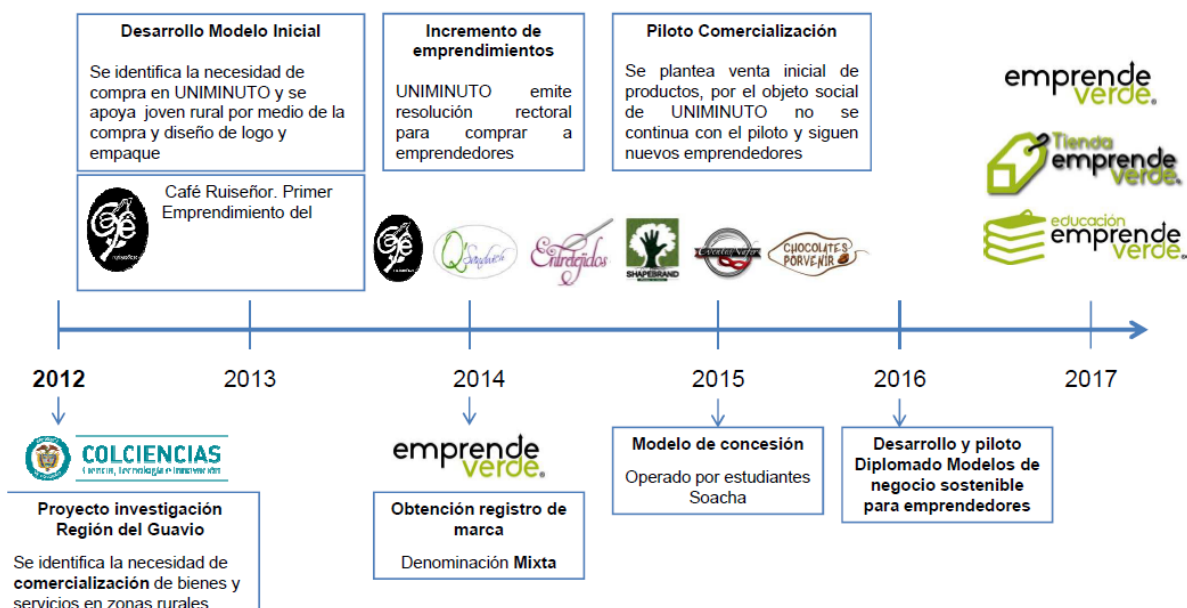 Desarrollo Modelo Inicial
Se identifica la necesidad de
compra en UNIMINUTO y se
apoya joven rural por medio de la
compra y diseño de logo y
empaque
Café Ruiseñor. Primer
Emprendimiento del
Incremento de
emprendimientos
UNIMINUTO emite
resolución rectoral
para comprar a
emprendedores
Piloto Comercialización
Se plantea venta inicial de
productos, por el objeto social
de UNIMINUTO no se
continua con el piloto y siguen
nuevos emprendedores
emprende
verde®
Tienda
emprende
verde®
educación
emprende
verde®
Q'Sandwich
Entretejidos
SHAPEBRAND
CHOCOLATES
PORVENIR
2012
2013
2014
2015
2016
2017
COLCIENCIAS
Ciencia, Tecnología e Innovación
Proyecto investigación
Región del Guavio
Se identifica la necesidad de
comercialización de bienes y
servicios en zonas rurales
emprende
verde®
Obtención registro de
marca
Denominación Mixta
Modelo de concesión
Operado por estudiantes
Soacha
Desarrollo y piloto
Diplomado Modelos de
negocio sostenible
para emprendedores